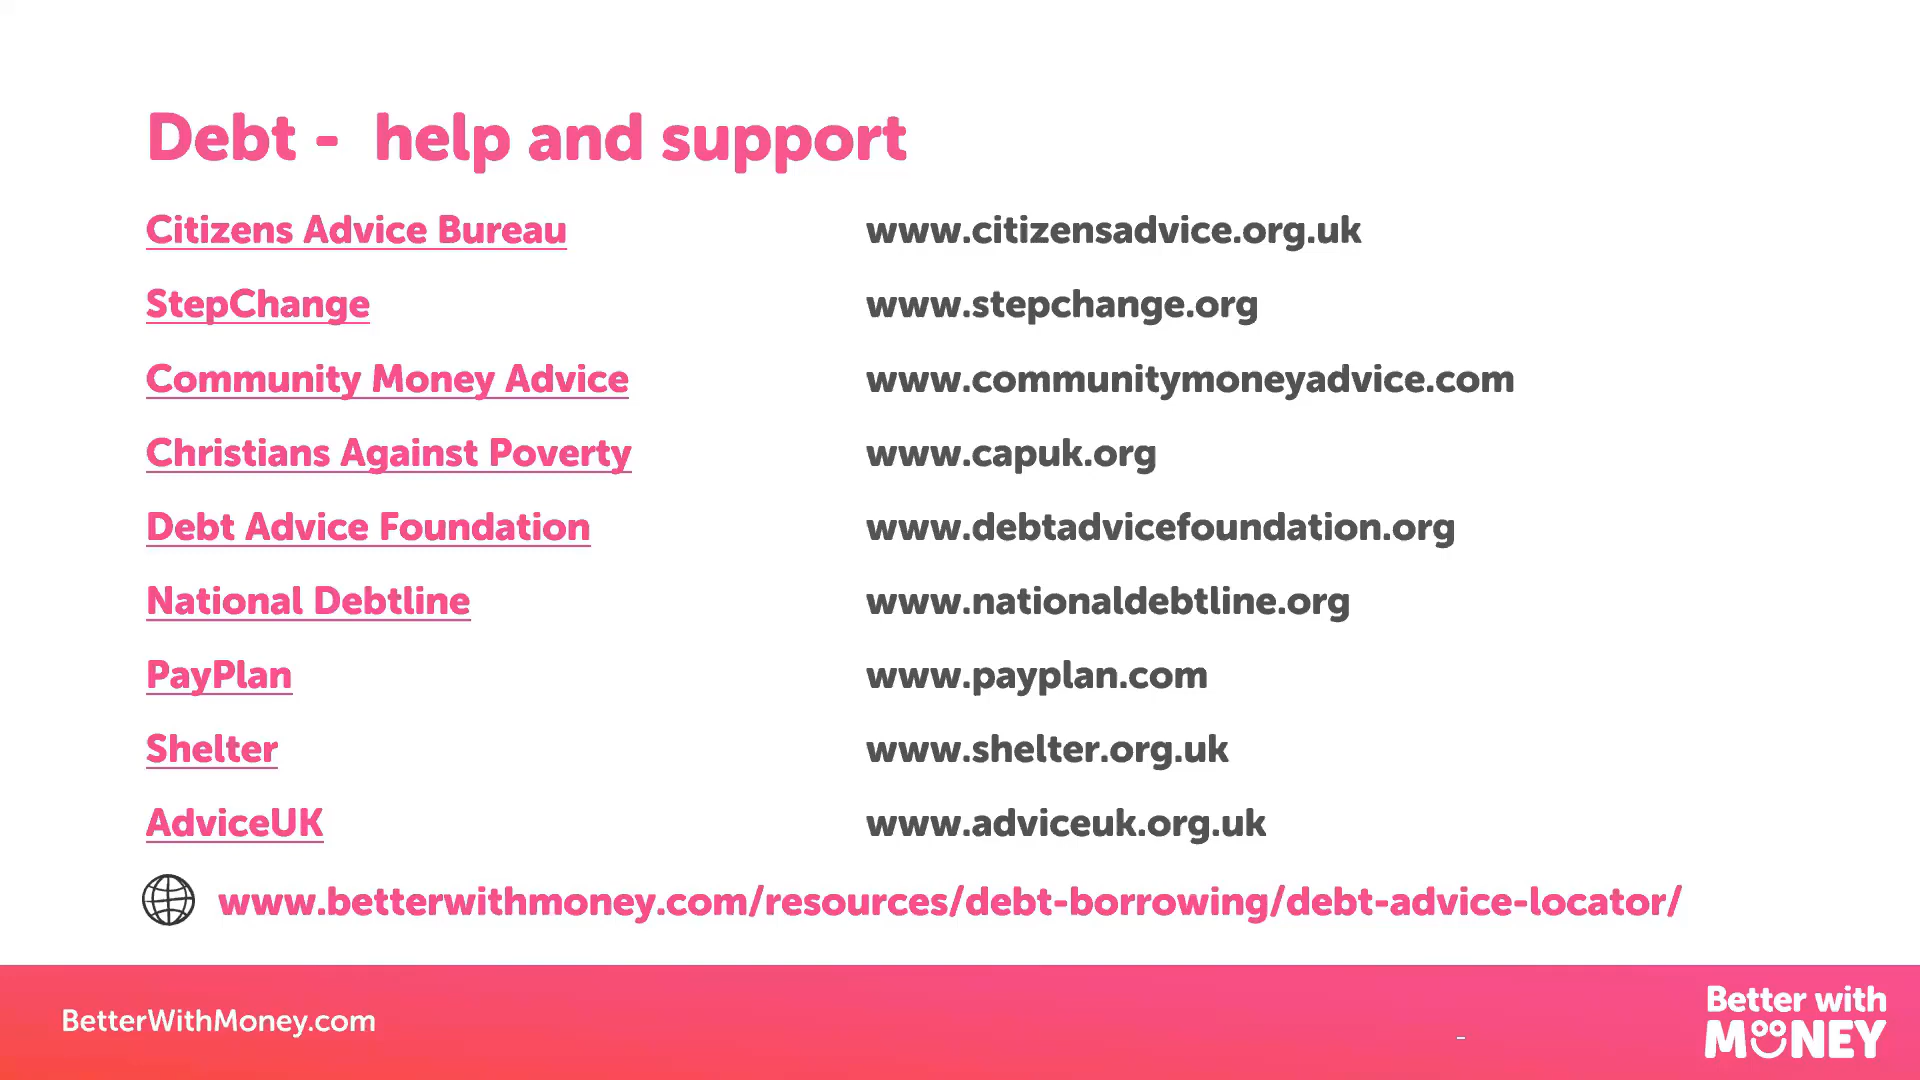 Debt - help and support
Citizens Advice Bureau www.citizensadvice.org.uk
StepChange www.stepchange.org
Community Money Advice www.communitymoneyadvice.com
Christians Against Poverty www.capuk.org
Debt Advice Foundation www.debtadvicefoundation.org
National Debtline www.nationaldebtline.org
PayPlan www.payplan.com
Shelter www.shelter.org.uk
AdviceUK www.adviceuk.org.uk
www.betterwithmoney.com/resources/debt-borrowing/debt-advice-locator/
BetterWithMoney.com
-
Better with
MONEY